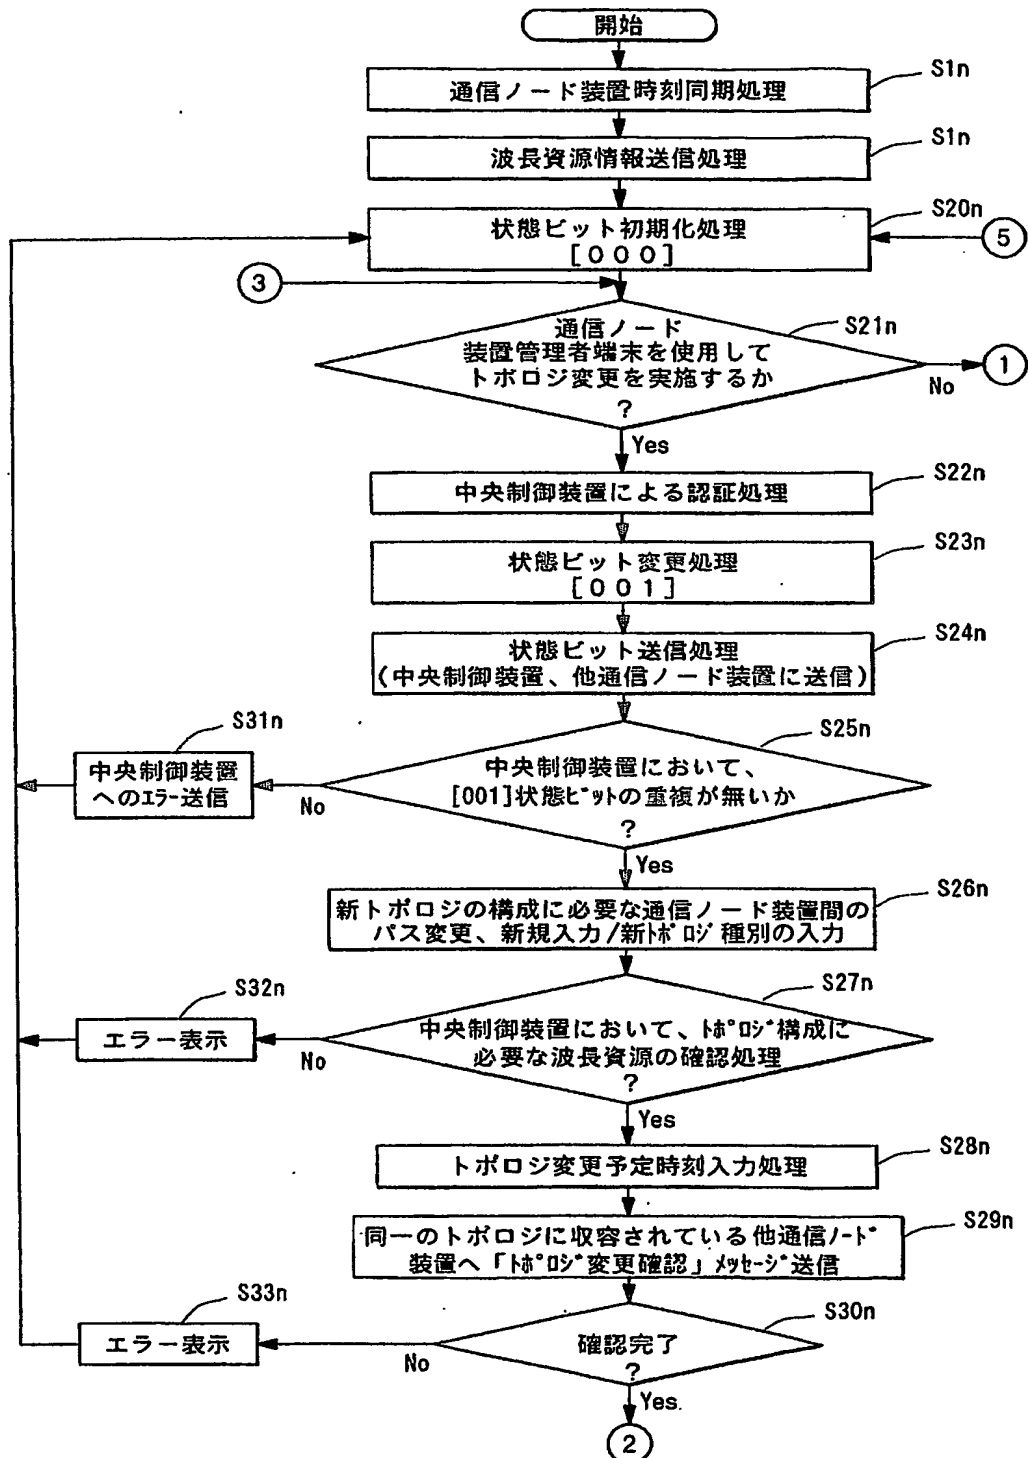 開始
通信ノード装置時刻同期処理
S1n
波長資源情報送信処理
S1n
状態ビット初期化処理
[000]
S20n
5
3
通信ノード
装置管理者端末を使用して
トポロジ変更を実施するか
?
S21n
No
1
Yes
中央制御装置による認証処理
S22n
状態ビット変更処理
[001]
S23n
状態ビット送信処理
(中央制御装置、他通信ノード装置に送信)
S24n
中央制御装置において、
[001]状態ビットの重複が無いか
?
S25n
No
中央制御装置
へのエラー送信
S31n
Yes
新トポロジの構成に必要な通信ノード装置間の
パス変更、新規入力/新トポロジ種別の入力
S26n
中央制御装置において、トポロジ構成に
必要な波長資源の確認処理
?
S27n
No
エラー表示
S32n
Yes
トポロジ変更予定時刻入力処理
S28n
同一のトポロジに収容されている他通信ノード
装置へ「トポロジ変更確認」メッセージ送信
S29n
確認完了
?
S30n
No
エラー表示
S33n
Yes.
2